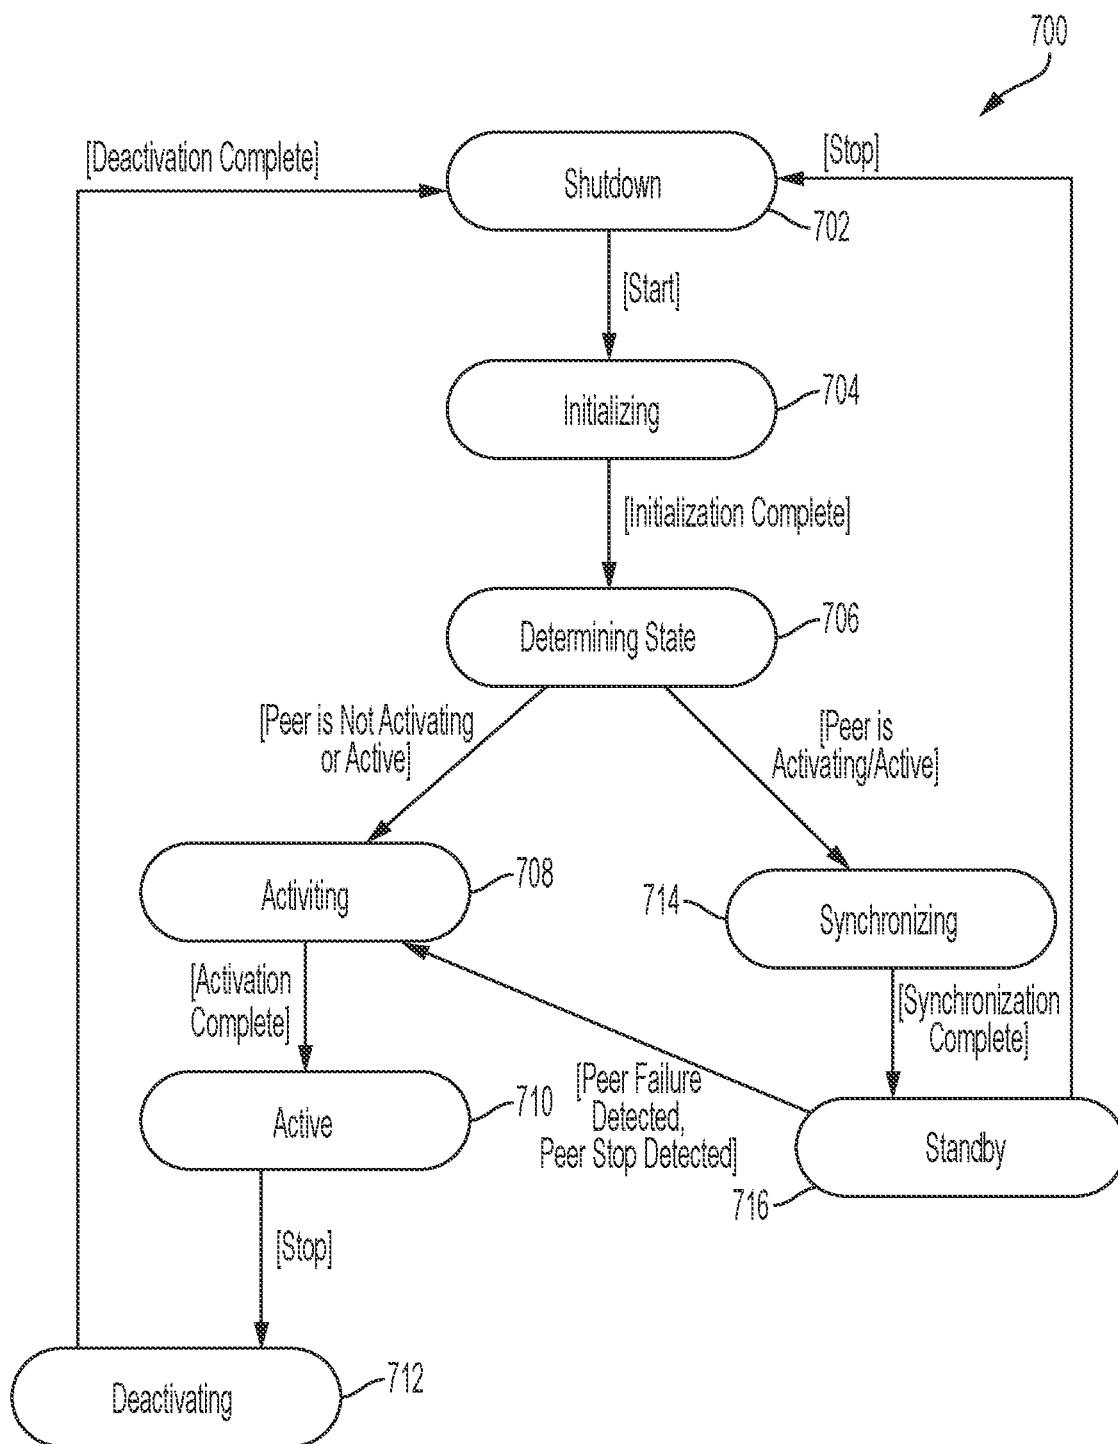 700
[Deactivation Complete]
[Stop]
Shutdown
702
[Start]
704
Initializing
[Initialization Complete]
706
Determining State
[Peer is Not Activating
or Active]
[Peer is
Activating/Active]
708
Activiting
714
Synchronizing
[Activation
Complete]
[Synchronization
Complete]
[Peer Failure
Detected,
Peer Stop Detected]
710
Active
Standby
716
[Stop]
712
Deactivating